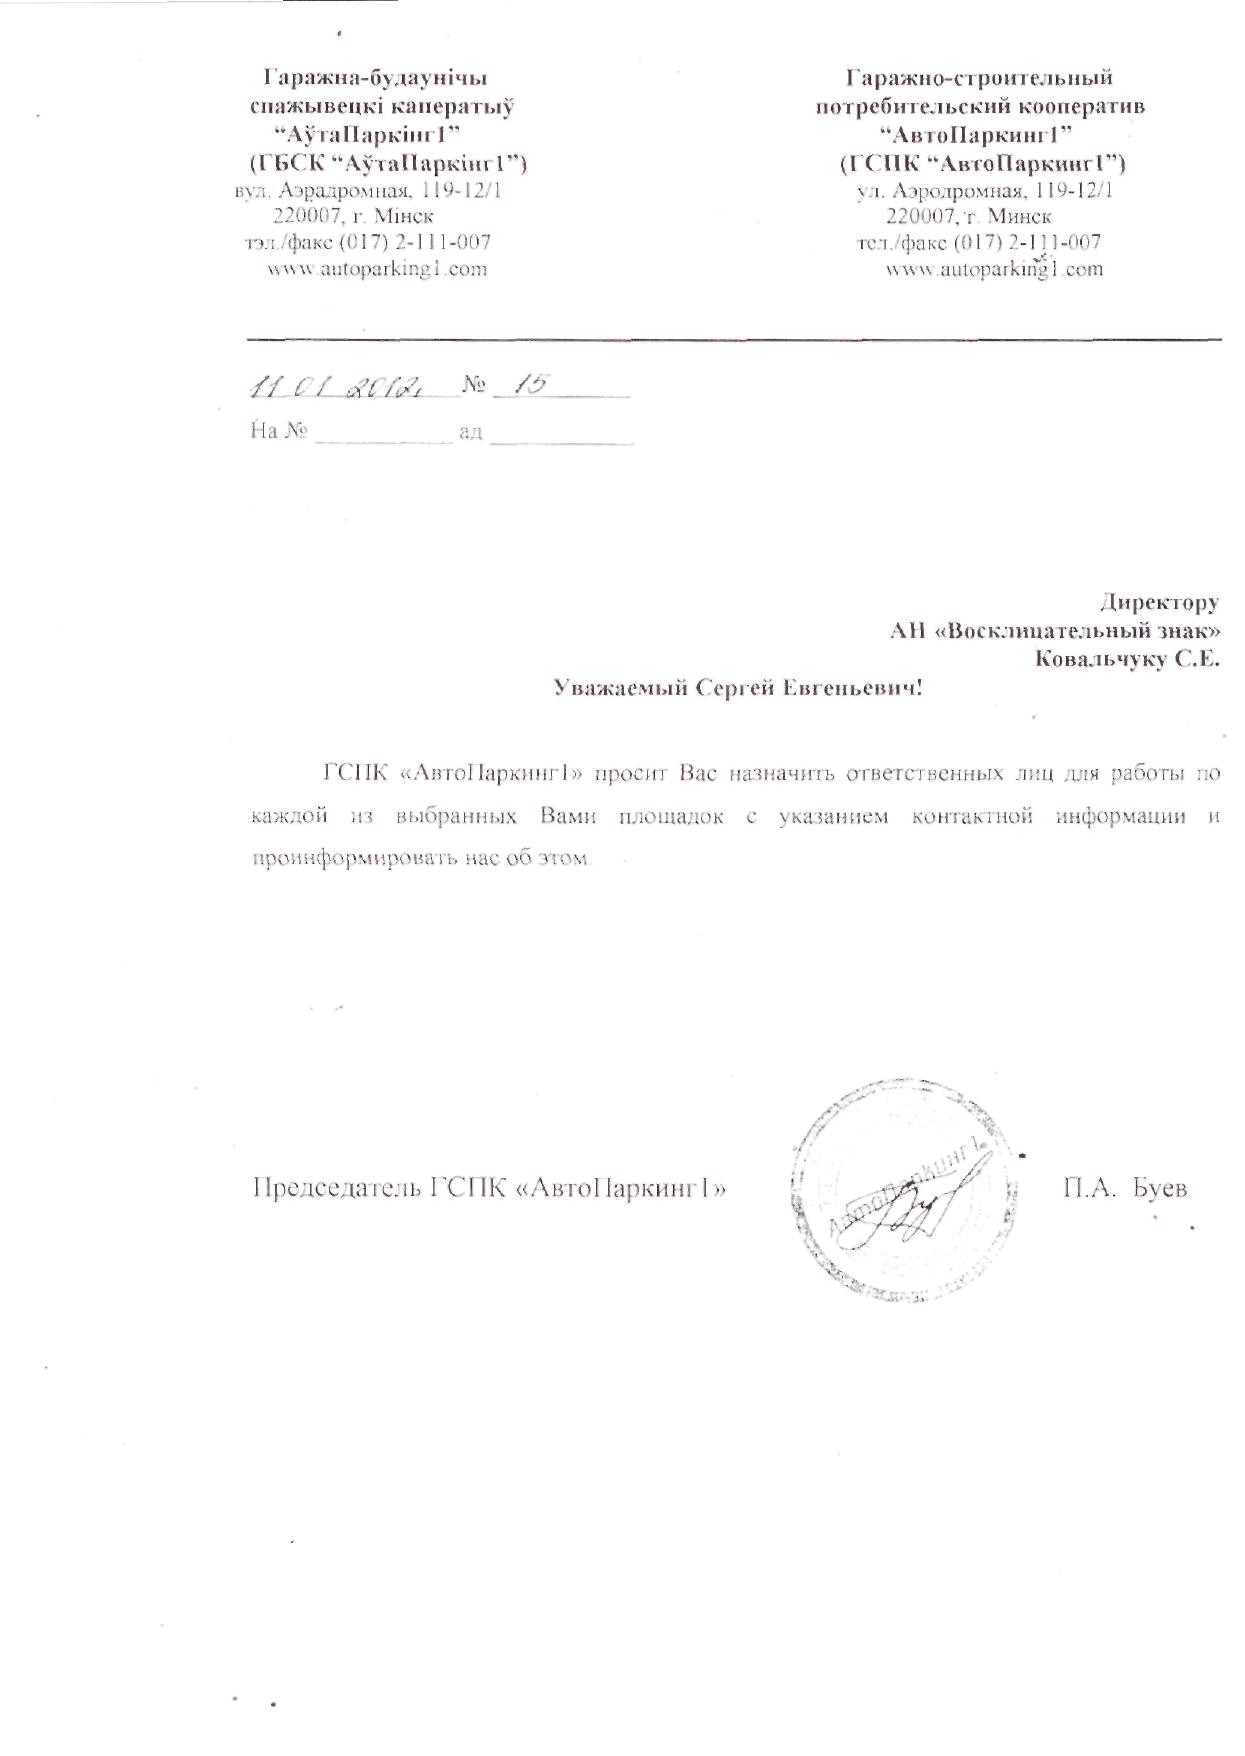 Гаражна-будаунічы
спажывецкі каператыў
“АўтаПаркінг1”
(ГБСК “АўтаПаркінг1”)
вул. Аэрадромная, 119-12/1
220007, г. Мінск
тэл./факс (017) 2-111-007
www.autoparking1.com
Гаражно-строительный
потребительский кооператив
“АвтоПаркинг1”
(ГСПК “АвтоПаркинг1”)
ул. Аэродромная, 119-12/1
220007, г. Минск
тел./факс (017) 2-111-007
www.autoparking1.com
11 01 2012г № 15
На № ____________ ад ____________
Директору
АН «Восклицательный знак»
Ковальчуку С.Е.
Уважаемый Сергей Евгеньевич!
ГСПК «АвтоПаркинг1» просит Вас назначить ответственных лиц для работы по
каждой из выбранных Вами площадок с указанием контактной информации и
проинформировать нас об этом.
Председатель ГСПК «АвтоПаркинг1»
АвтоПаркинг1
П.А. Буев